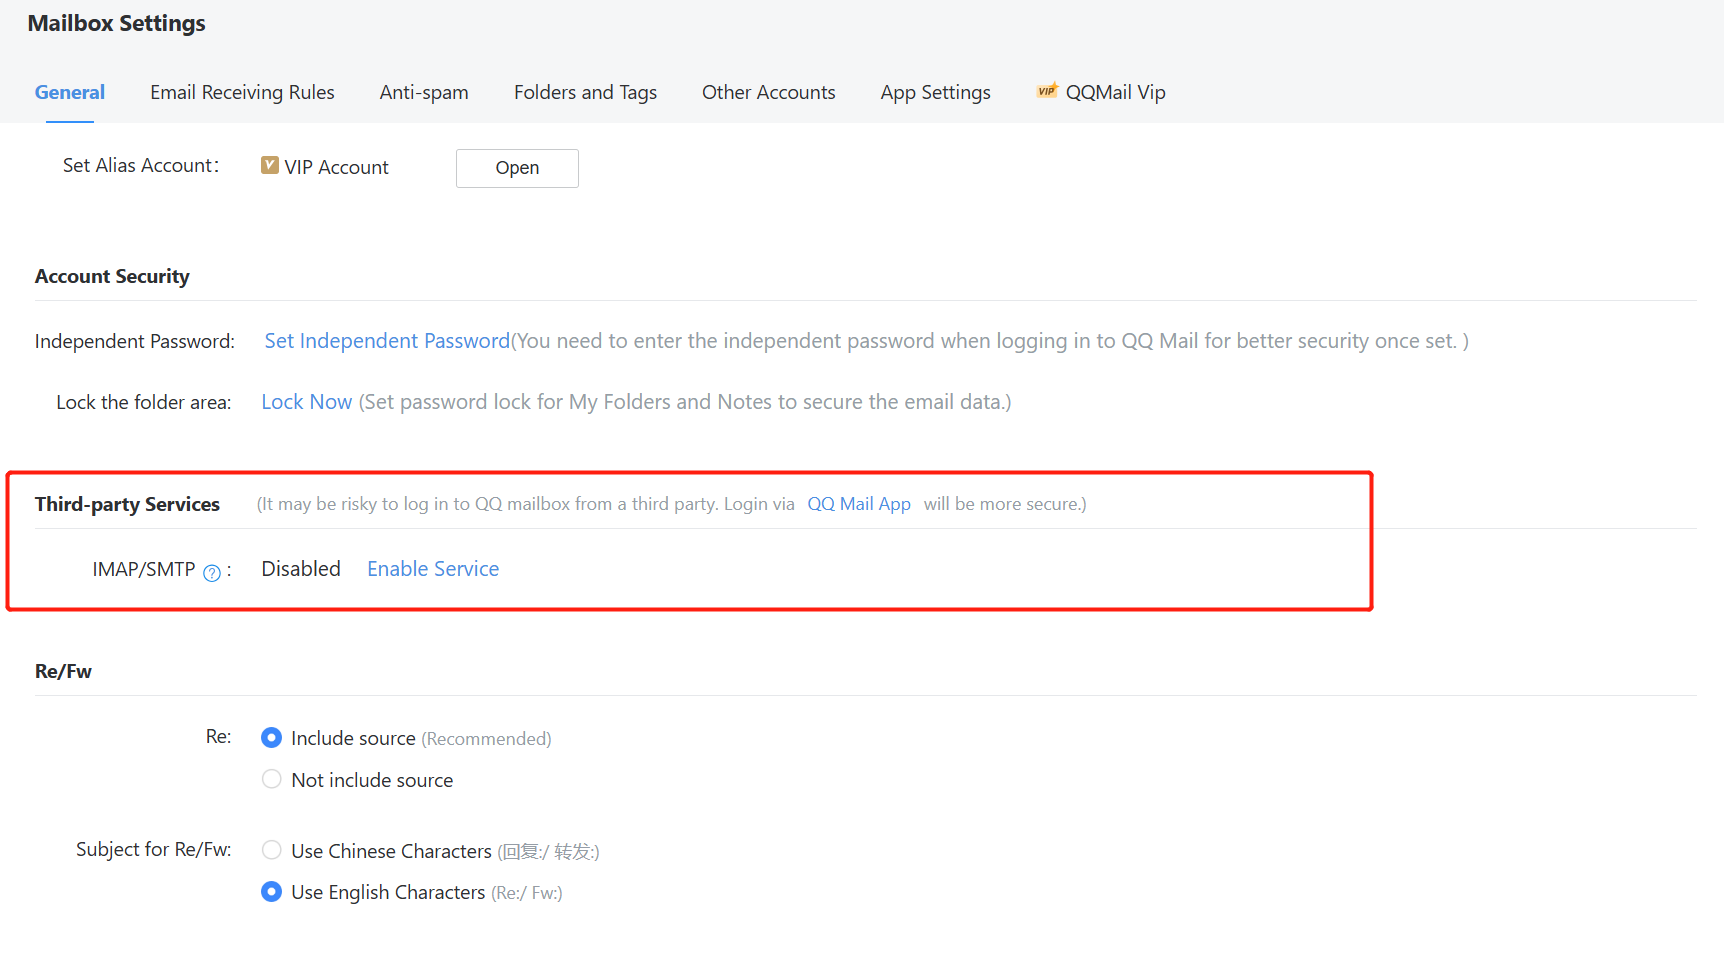 Mailbox Settings
General Email Receiving Rules Anti-spam Folders and Tags Other Accounts App Settings VIP QQMail Vip
Set Alias Account: V VIP Account Open
Account Security
Independent Password: Set Independent Password(You need to enter the independent password when logging in to QQ Mail for better security once set. )
Lock the folder area: Lock Now (Set password lock for My Folders and Notes to secure the email data.)
Third-party Services (It may be risky to log in to QQ mailbox from a third party. Login via QQ Mail App will be more secure.)
IMAP/SMTP ? : Disabled Enable Service
Re/Fw
Re: Include source (Recommended)
Not include source
Subject for Re/Fw: Use Chinese Characters (回复:/ 转发:)
Use English Characters (Re:/ Fw:)